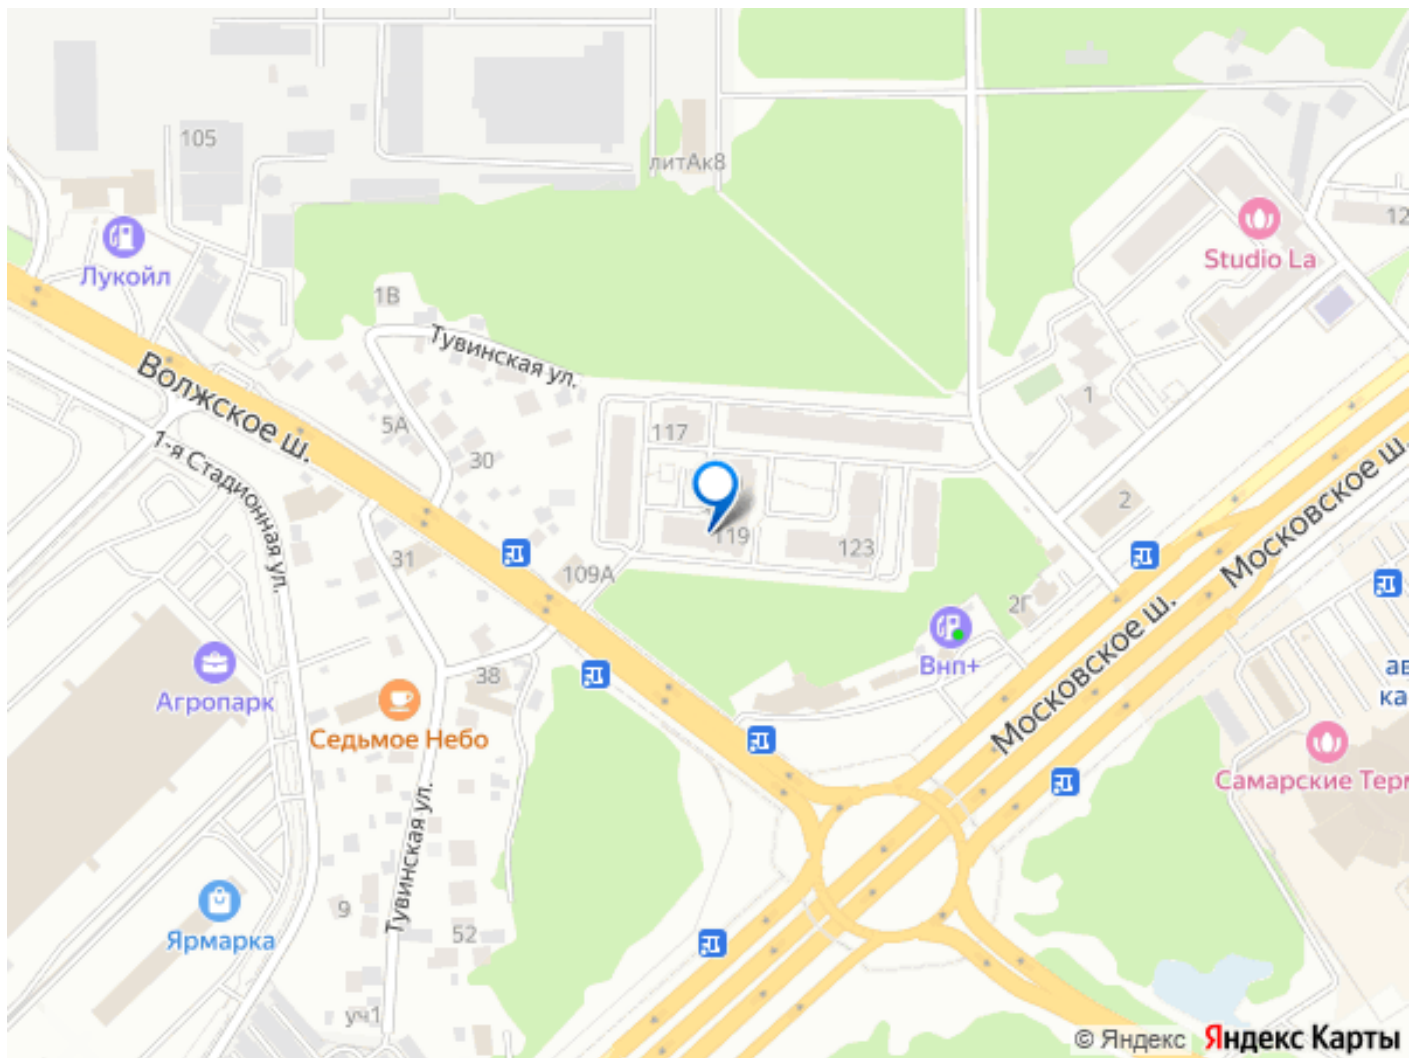 105
литАк8
12
Studio La
Лукойл
1В
Тувинская ул.
Волжское ш.
1
5А
117
1-я Стадионная ул.
30
Московское ш.
2
119
123
31
109А
2Г
Внп+
38
Московское ш.
ав
ка
Агропарк
Седьмое Небо
Самарские Терм
Тувинская ул.
9
52
Ярмарка
уч1
© Яндекс Яндекс Карты